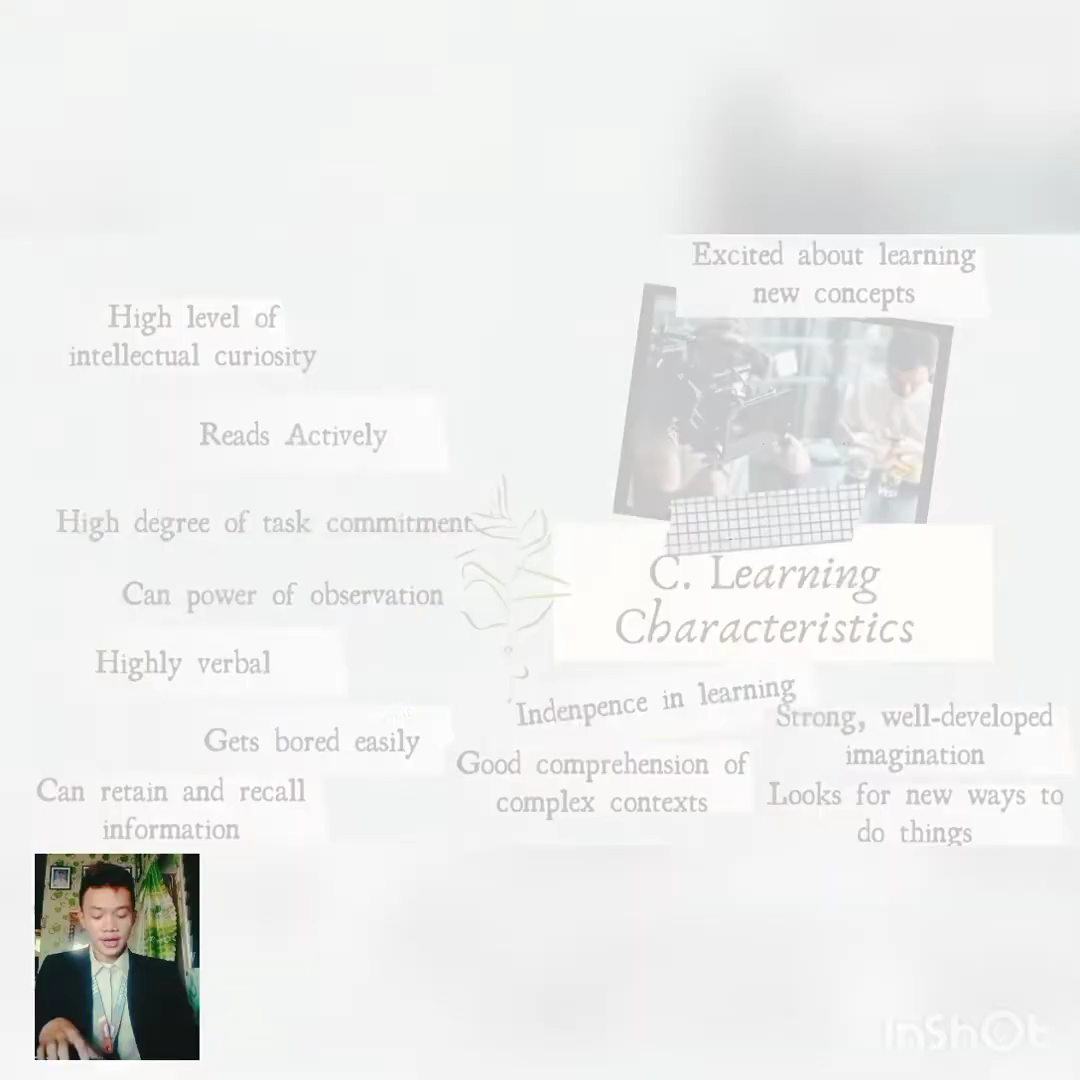 Excited about learning
new concepts
High level of
intellectual curiosity
Reads Actively
High degree of task commitment
Can power of observation
Highly verbal
Gets bored easily
Can retain and recall
information
C. Learning
Characteristics
Indenpence in learning
Good comprehension of
complex contexts
Strong, well-developed
imagination
Looks for new ways to
do things
InShOt